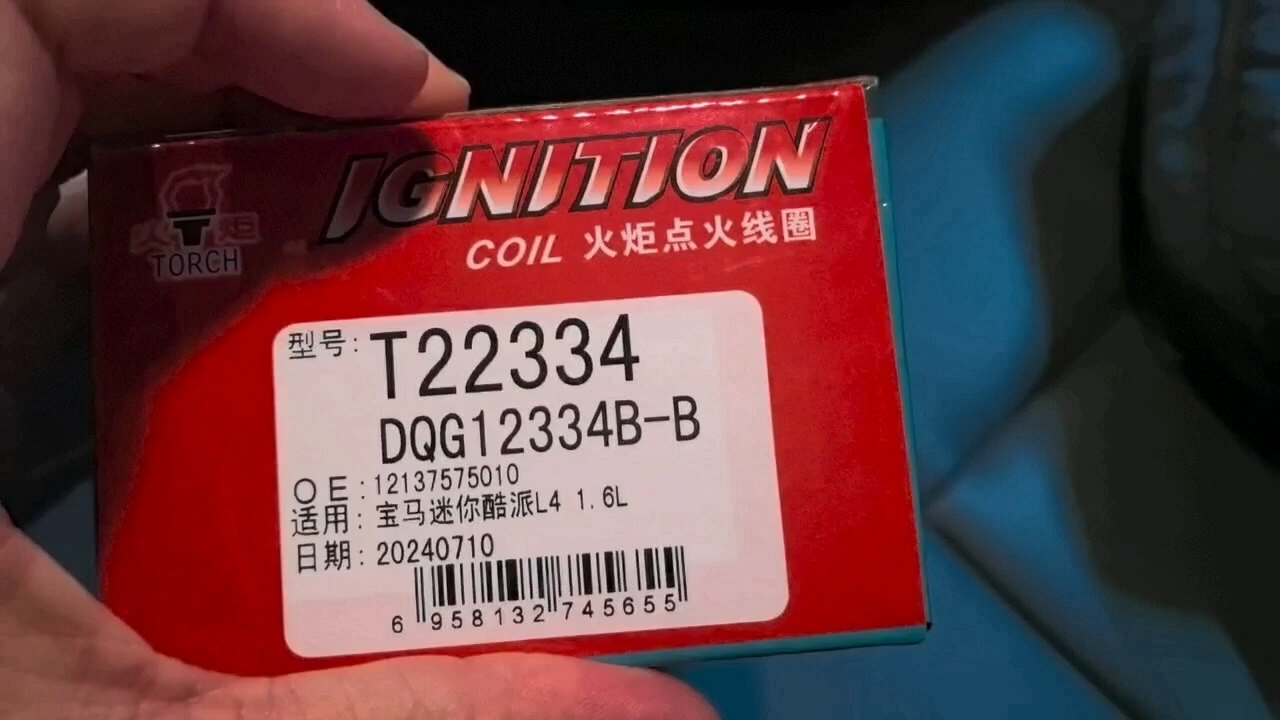 IGNITION
COIL 火炬点火线圈
火 炬
TORCH
型号: T22334
DQG12334B-B
OE: 12137575010
适用: 宝马迷你酷派L4 1.6L
日期: 20240710
6 958132 745655